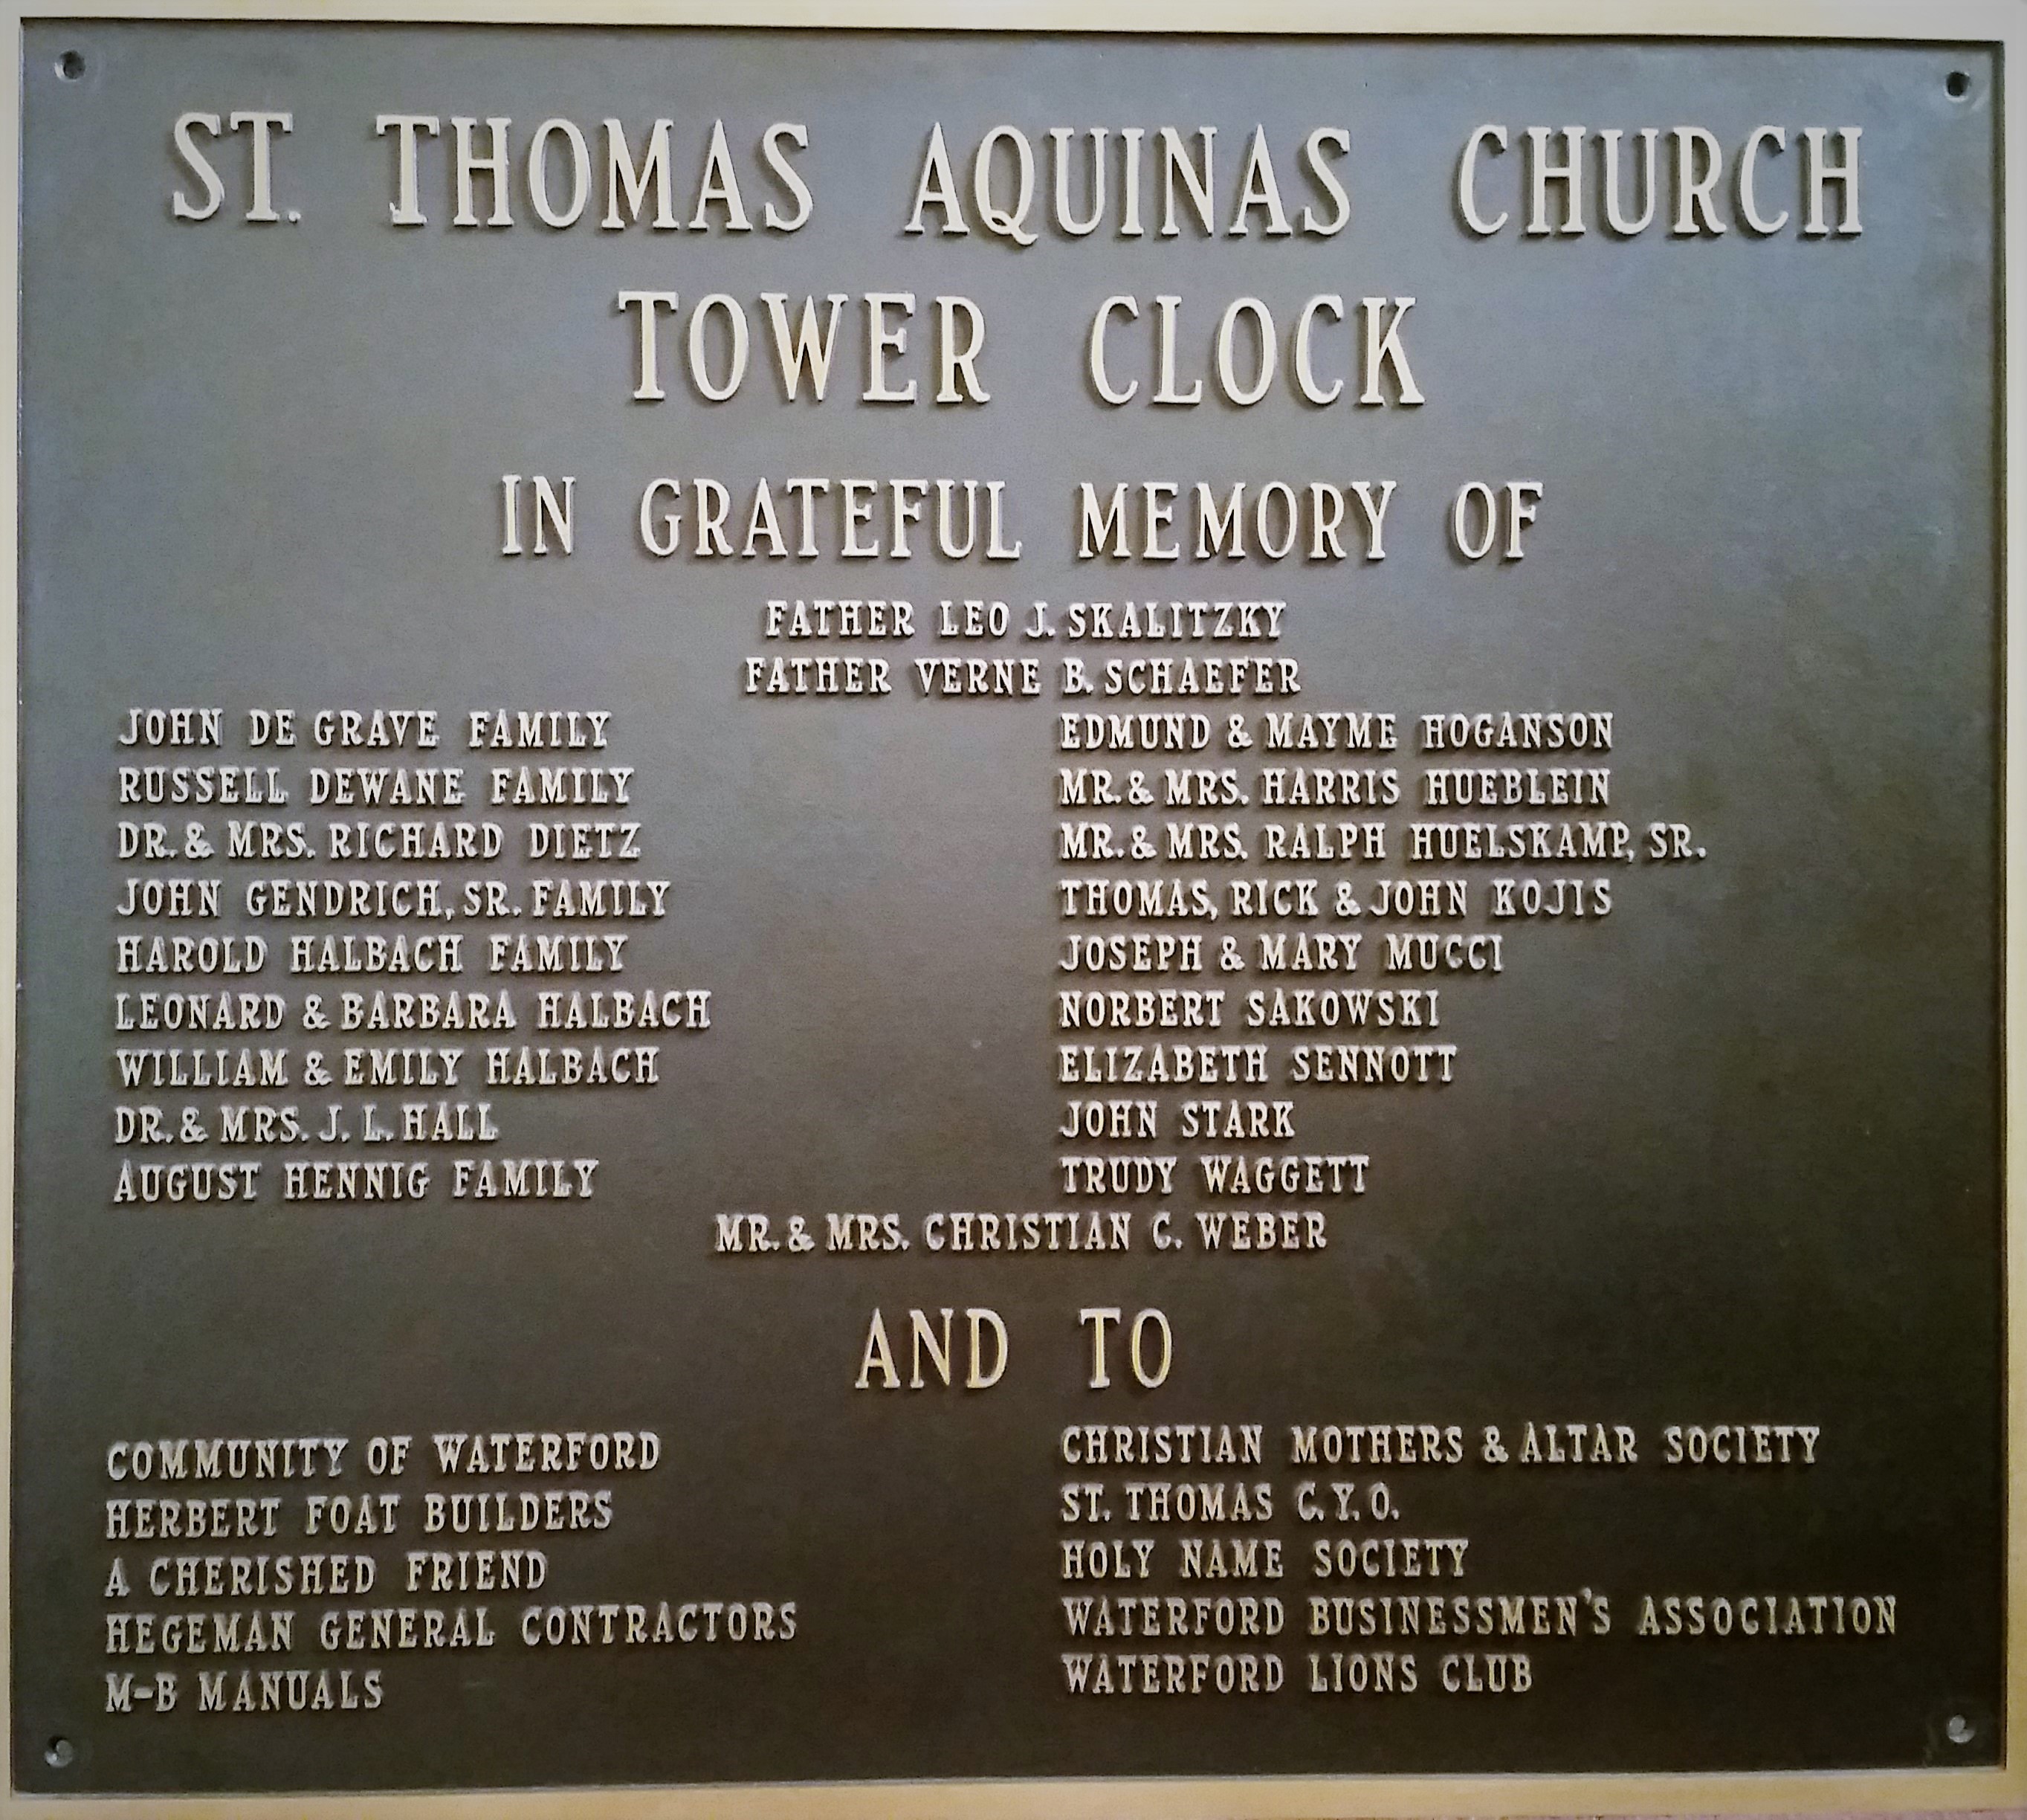 ST. THOMAS AQUINAS CHURCH
TOWER CLOCK
IN GRATEFUL MEMORY OF
FATHER LEO J. SKALITZKY
FATHER VERNE B. SCHAEFER
JOHN DE GRAVE FAMILY
RUSSELL DEWANE FAMILY
DR. & MRS. RICHARD DIETZ
JOHN GENDRICH, SR. FAMILY
HAROLD HALBACH FAMILY
LEONARD & BARBARA HALBACH
WILLIAM & EMILY HALBACH
DR. & MRS. J. L. HALL
AUGUST HENNIG FAMILY
EDMUND & MAYME HOGANSON
MR. & MRS. HARRIS HUEBLEIN
MR. & MRS. RALPH HUELSKAMP, SR.
THOMAS, RICK & JOHN KOJIS
JOSEPH & MARY MUCCI
NORBERT SAKOWSKI
ELIZABETH SENNOTT
JOHN STARK
TRUDY WAGGETT
MR. & MRS. CHRISTIAN C. WEBER
AND TO
COMMUNITY OF WATERFORD
HERBERT FOAT BUILDERS
A CHERISHED FRIEND
HEGEMAN GENERAL CONTRACTORS
M-B MANUALS
CHRISTIAN MOTHERS & ALTAR SOCIETY
ST. THOMAS C.Y.O.
HOLY NAME SOCIETY
WATERFORD BUSINESSMEN'S ASSOCIATION
WATERFORD LIONS CLUB